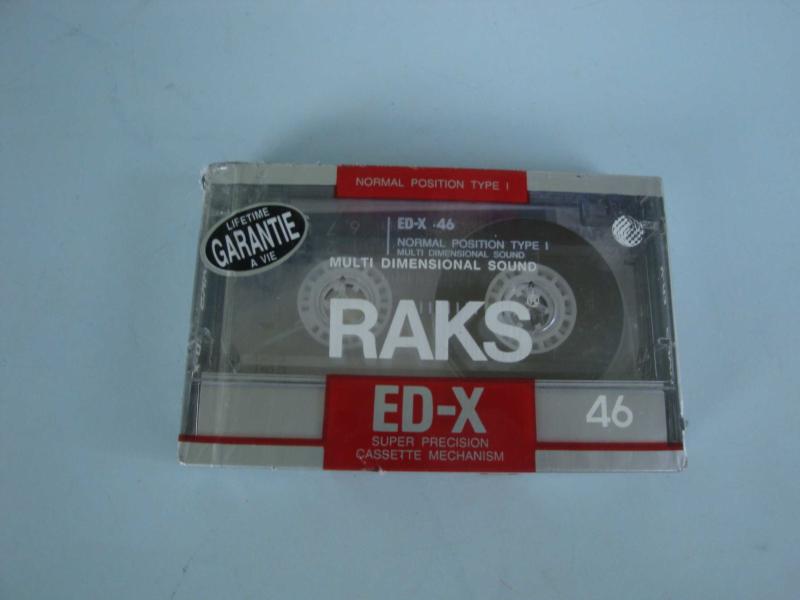 NORMAL POSITION TYPE I
LIFETIME
GARANTIE
A VIE
ED-X ·46
NORMAL POSITION TYPE I
MULTI DIMENSIONAL SOUND
MULTI DIMENSIONAL SOUND
RAKS
ED-X
46
SUPER PRECISION
CASSETTE MECHANISM